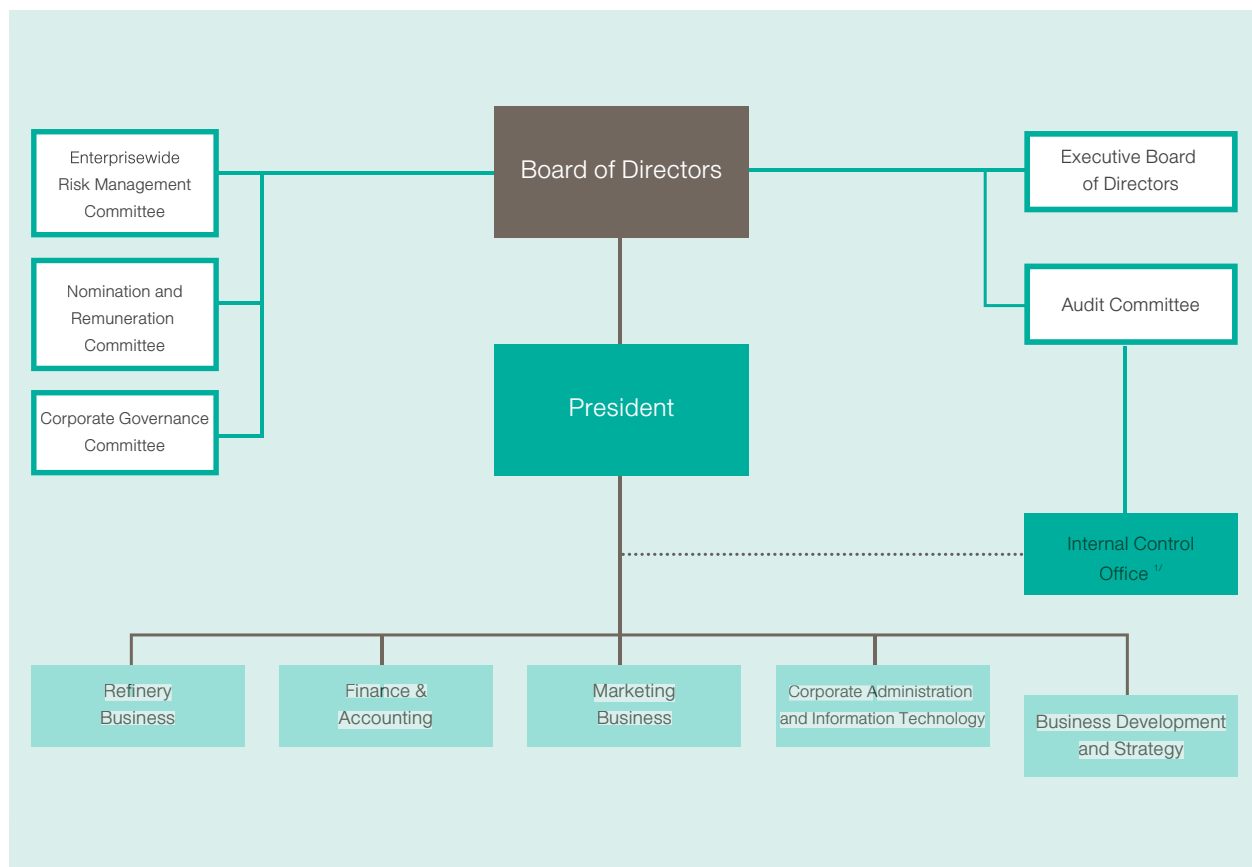 Board of Directors
Enterprisewide
Risk Management
Committee
Nomination and
Remuneration
Committee
Corporate Governance
Committee
Executive Board
of Directors
Audit Committee
President
Internal Control
Office 1/
Refinery
Business
Finance &
Accounting
Marketing
Business
Corporate Administration
and Information Technology
Business Development
and Strategy